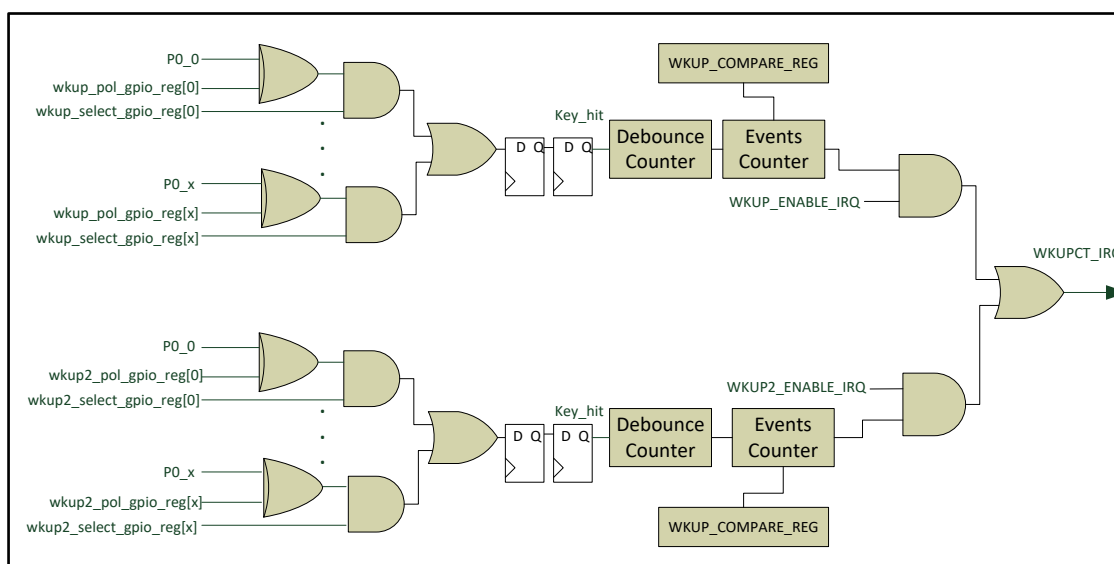 P0_0
wkup_pol_gpio_reg[0]
wkup_select_gpio_reg[0]
P0_x
wkup_pol_gpio_reg[x]
wkup_select_gpio_reg[x]
D Q
D Q
Key_hit
Debounce
Counter
WKUP_COMPARE_REG
Events
Counter
WKUP_ENABLE_IRQ
WKUPCT_IRQ
P0_0
wkup2_pol_gpio_reg[0]
wkup2_select_gpio_reg[0]
P0_x
wkup2_pol_gpio_reg[x]
wkup2_select_gpio_reg[x]
D Q
D Q
Key_hit
Debounce
Counter
Events
Counter
WKUP2_ENABLE_IRQ
WKUP_COMPARE_REG